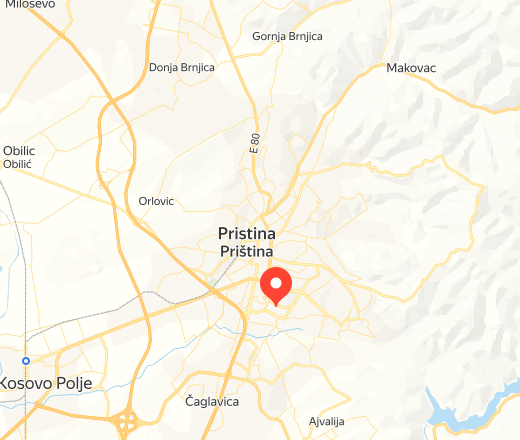 Milosevo
Gornja Brnjica
Donja Brnjica
Makovac
E 80
Obilic
Obilić
Orlovic
Pristina
Priština
Kosovo Polje
Čaglavica
Ajvalija